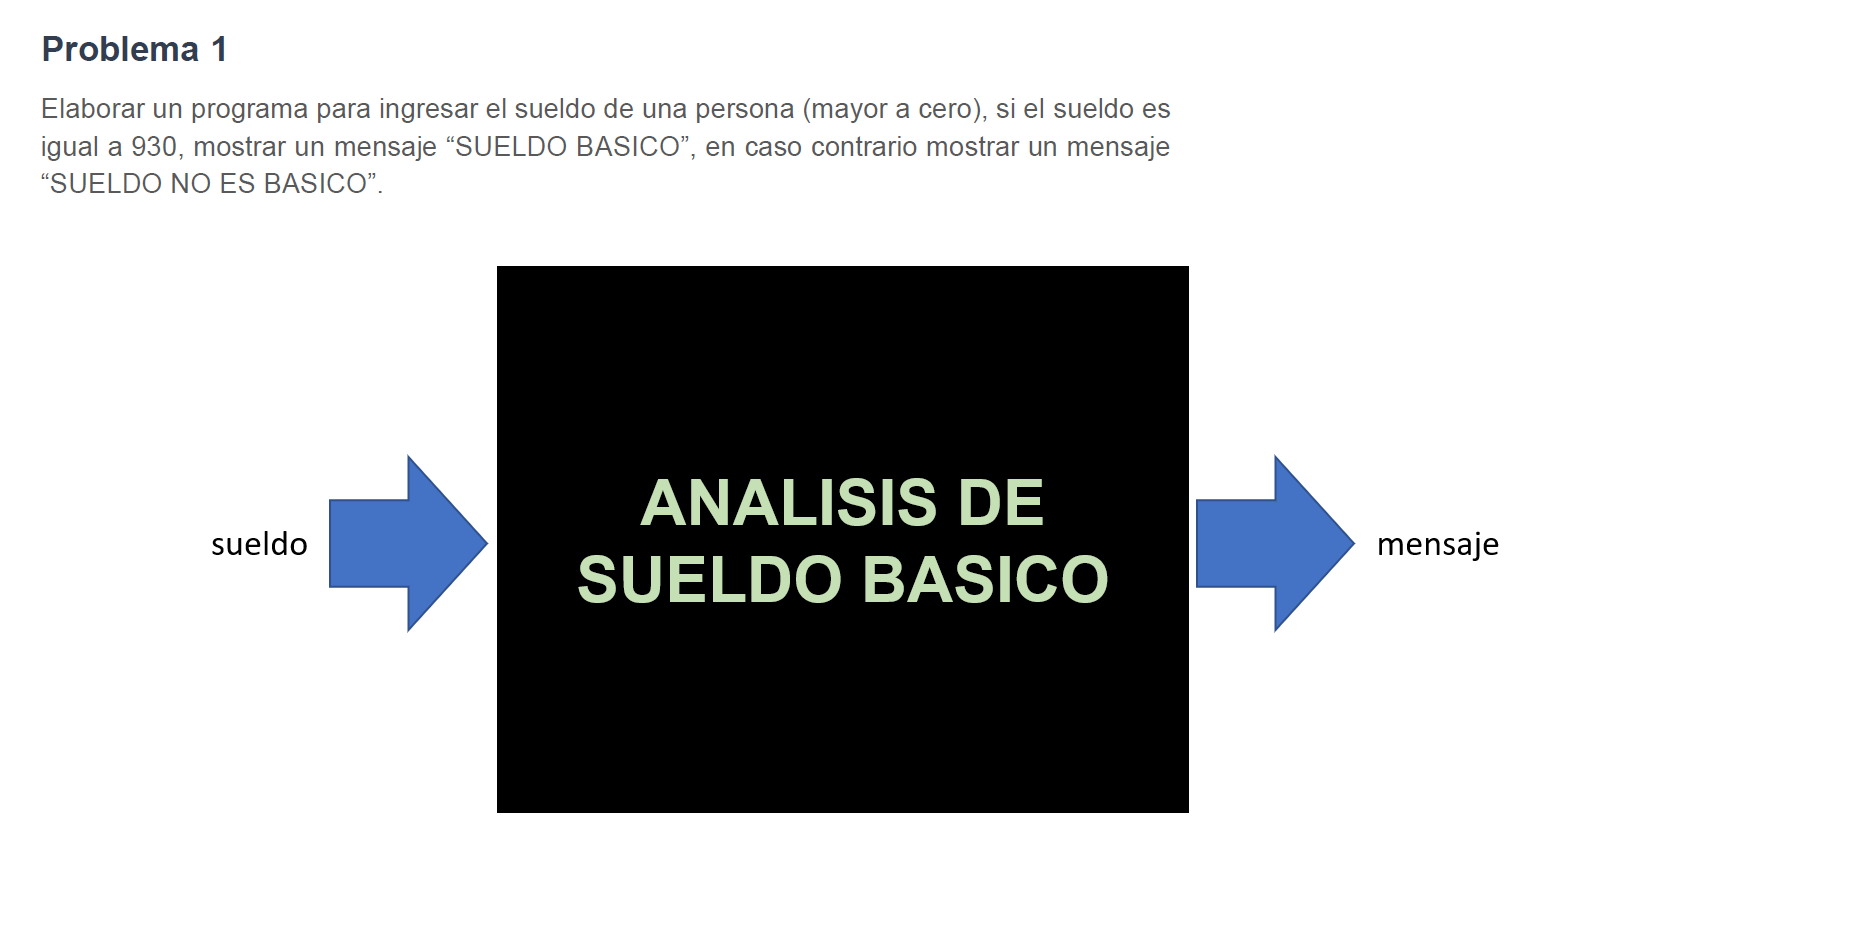 Problema 1
Elaborar un programa para ingresar el sueldo de una persona (mayor a cero), si el sueldo es
igual a 930, mostrar un mensaje “SUELDO BASICO”, en caso contrario mostrar un mensaje
“SUELDO NO ES BASICO”.
ANALISIS DE
SUELDO BASICO
sueldo
mensaje